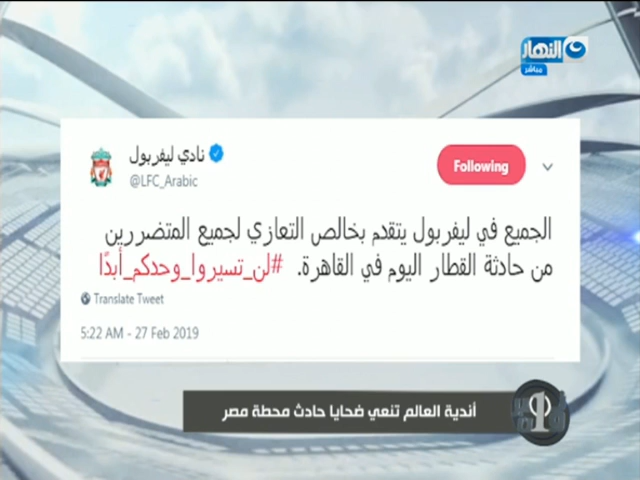 النهار
مباشر
نادي ليفربول
@LFC_Arabic
Following
الجميع في ليفربول يتقدم بخالص التعازي لجميع المتضررين
من حادثة القطار اليوم في القاهرة. #لن_تسيروا_وحدكم_أبدًا
Translate Tweet
5:22 AM - 27 Feb 2019
أندية العالم تنعي ضحايا حادث محطة مصر